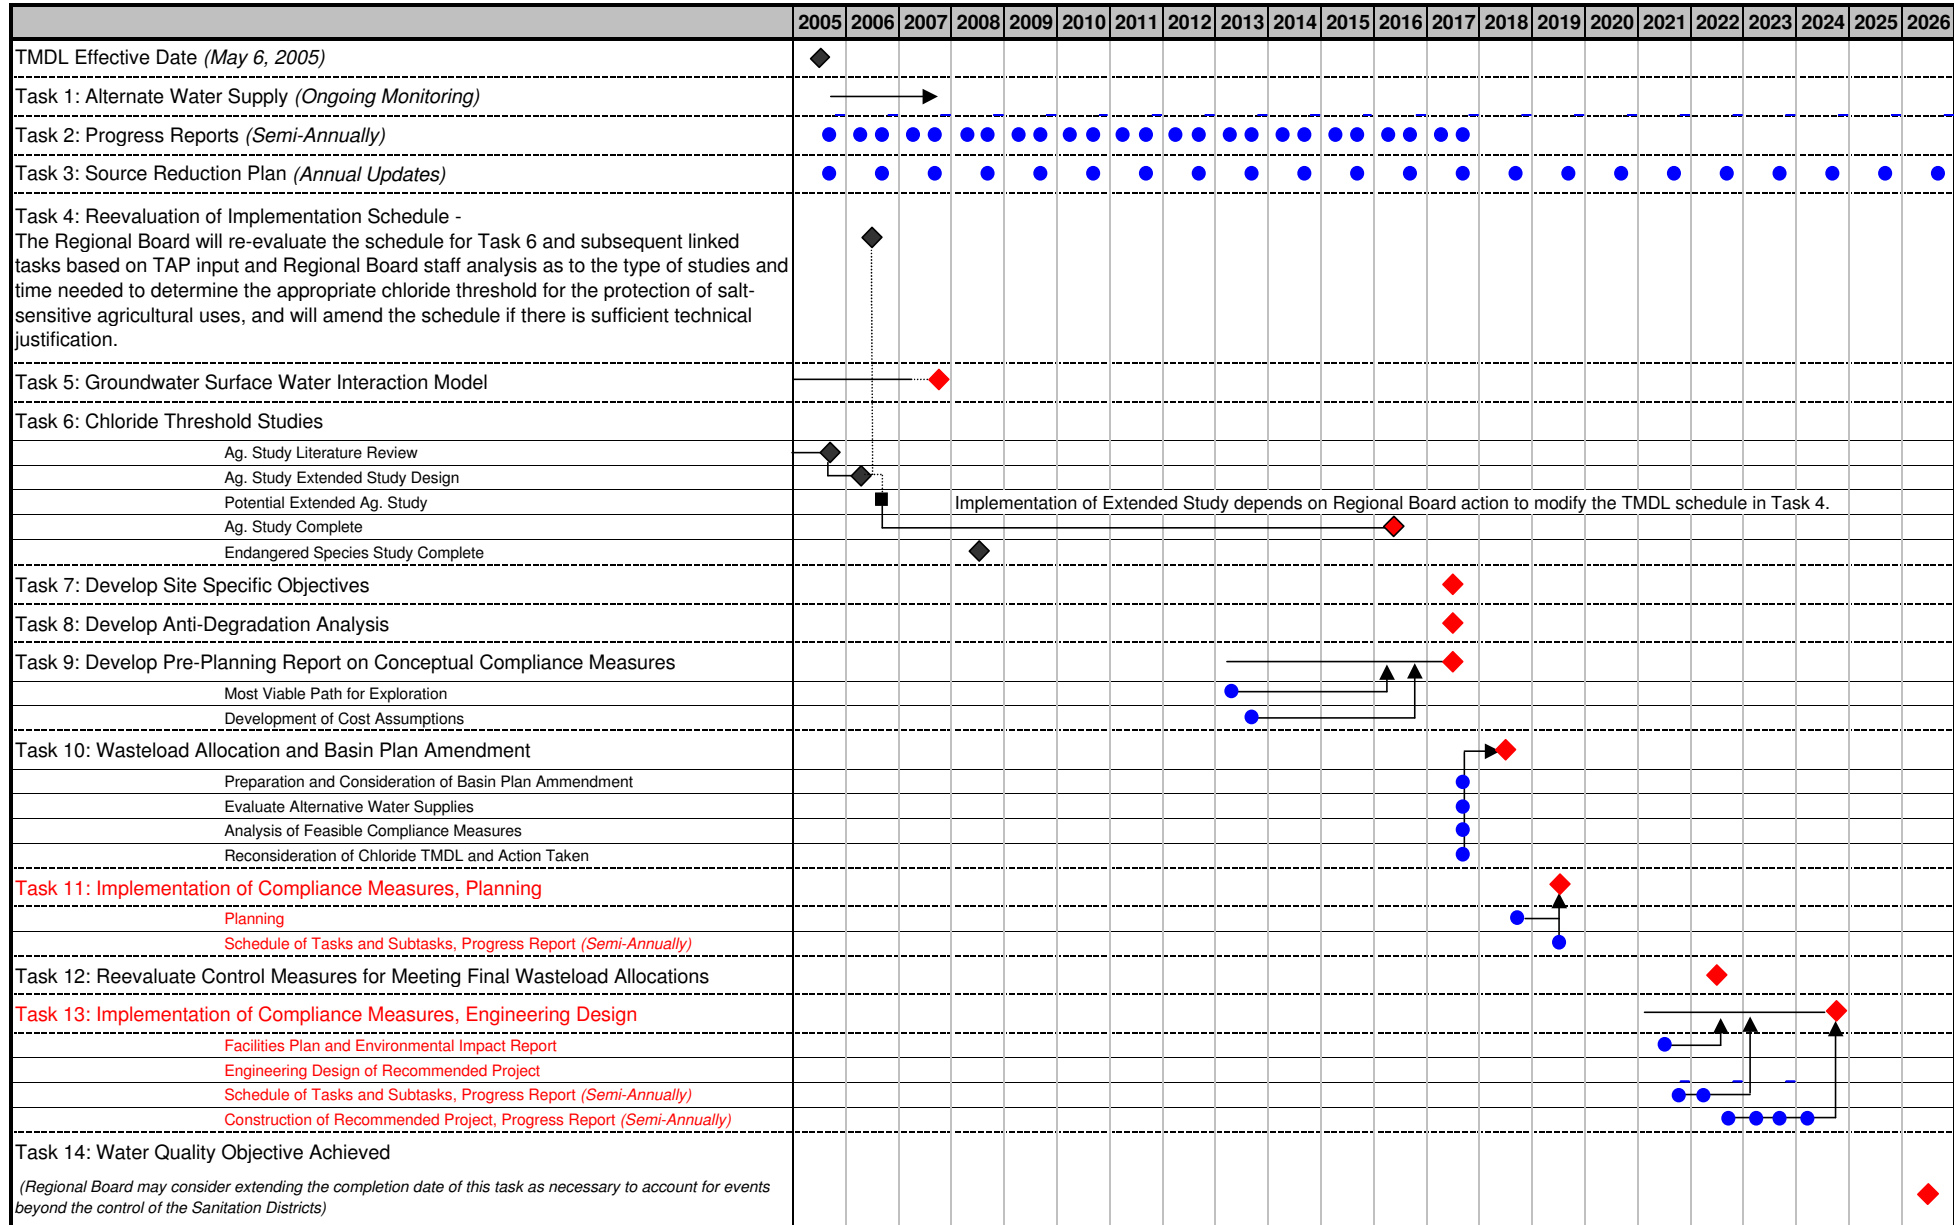 2005 2006 2007 2008 2009 2010 2011 2012 2013 2014 2015 2016 2017 2018 2019 2020 2021 2022 2023 2024 2025 2026
TMDL Effective Date (May 6, 2005)
Task 1: Alternate Water Supply (Ongoing Monitoring)
Task 2: Progress Reports (Semi-Annually)
Task 3: Source Reduction Plan (Annual Updates)
Task 4: Reevaluation of Implementation Schedule -
The Regional Board will re-evaluate the schedule for Task 6 and subsequent linked
tasks based on TAP input and Regional Board staff analysis as to the type of studies and
time needed to determine the appropriate chloride threshold for the protection of salt-
sensitive agricultural uses, and will amend the schedule if there is sufficient technical
justification.
Task 5: Groundwater Surface Water Interaction Model
Task 6: Chloride Threshold Studies
Ag. Study Literature Review
Ag. Study Extended Study Design
Potential Extended Ag. Study
Implementation of Extended Study depends on Regional Board action to modify the TMDL schedule in Task 4.
Ag. Study Complete
Endangered Species Study Complete
Task 7: Develop Site Specific Objectives
Task 8: Develop Anti-Degradation Analysis
Task 9: Develop Pre-Planning Report on Conceptual Compliance Measures
Most Viable Path for Exploration
Development of Cost Assumptions
Task 10: Wasteload Allocation and Basin Plan Amendment
Preparation and Consideration of Basin Plan Ammendment
Evaluate Alternative Water Supplies
Analysis of Feasible Compliance Measures
Reconsideration of Chloride TMDL and Action Taken
Task 11: Implementation of Compliance Measures, Planning
Planning
Schedule of Tasks and Subtasks, Progress Report (Semi-Annually)
Task 12: Reevaluate Control Measures for Meeting Final Wasteload Allocations
Task 13: Implementation of Compliance Measures, Engineering Design
Facilities Plan and Environmental Impact Report
Engineering Design of Recommended Project
Schedule of Tasks and Subtasks, Progress Report (Semi-Annually)
Construction of Recommended Project, Progress Report (Semi-Annually)
Task 14: Water Quality Objective Achieved
(Regional Board may consider extending the completion date of this task as necessary to account for events
beyond the control of the Sanitation Districts)